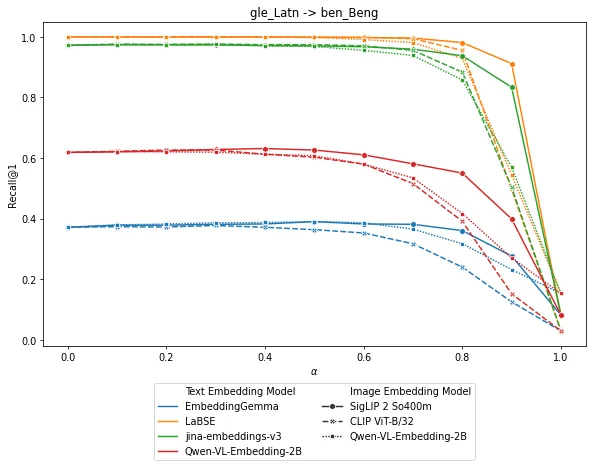 gle_Latn -> ben_Beng
Recall@1
1.0
0.8
0.6
0.4
0.2
0.0
0.0 0.2 0.4 0.6 0.8 1.0
α
Text Embedding Model
EmbeddingGemma
LaBSE
jina-embeddings-v3
Qwen-VL-Embedding-2B
Image Embedding Model
SigLIP 2 So400m
CLIP ViT-B/32
Qwen-VL-Embedding-2B